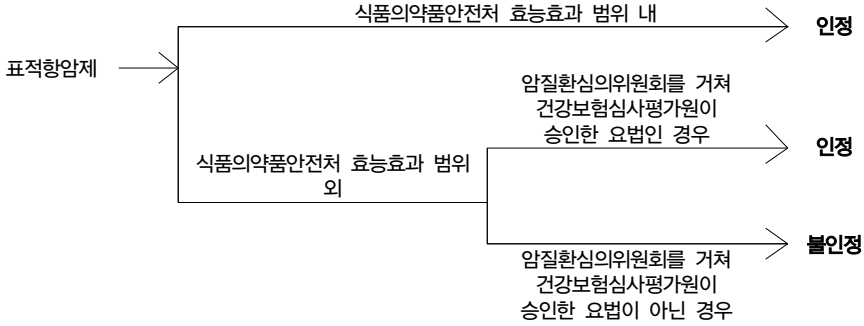 식품의약품안전처 효능효과 범위 내
인정
표적항암제
암질환심의위원회를 거쳐
건강보험심사평가원이
승인한 요법인 경우
인정
식품의약품안전처 효능효과 범위
외
불인정
암질환심의위원회를 거쳐
건강보험심사평가원이
승인한 요법이 아닌 경우